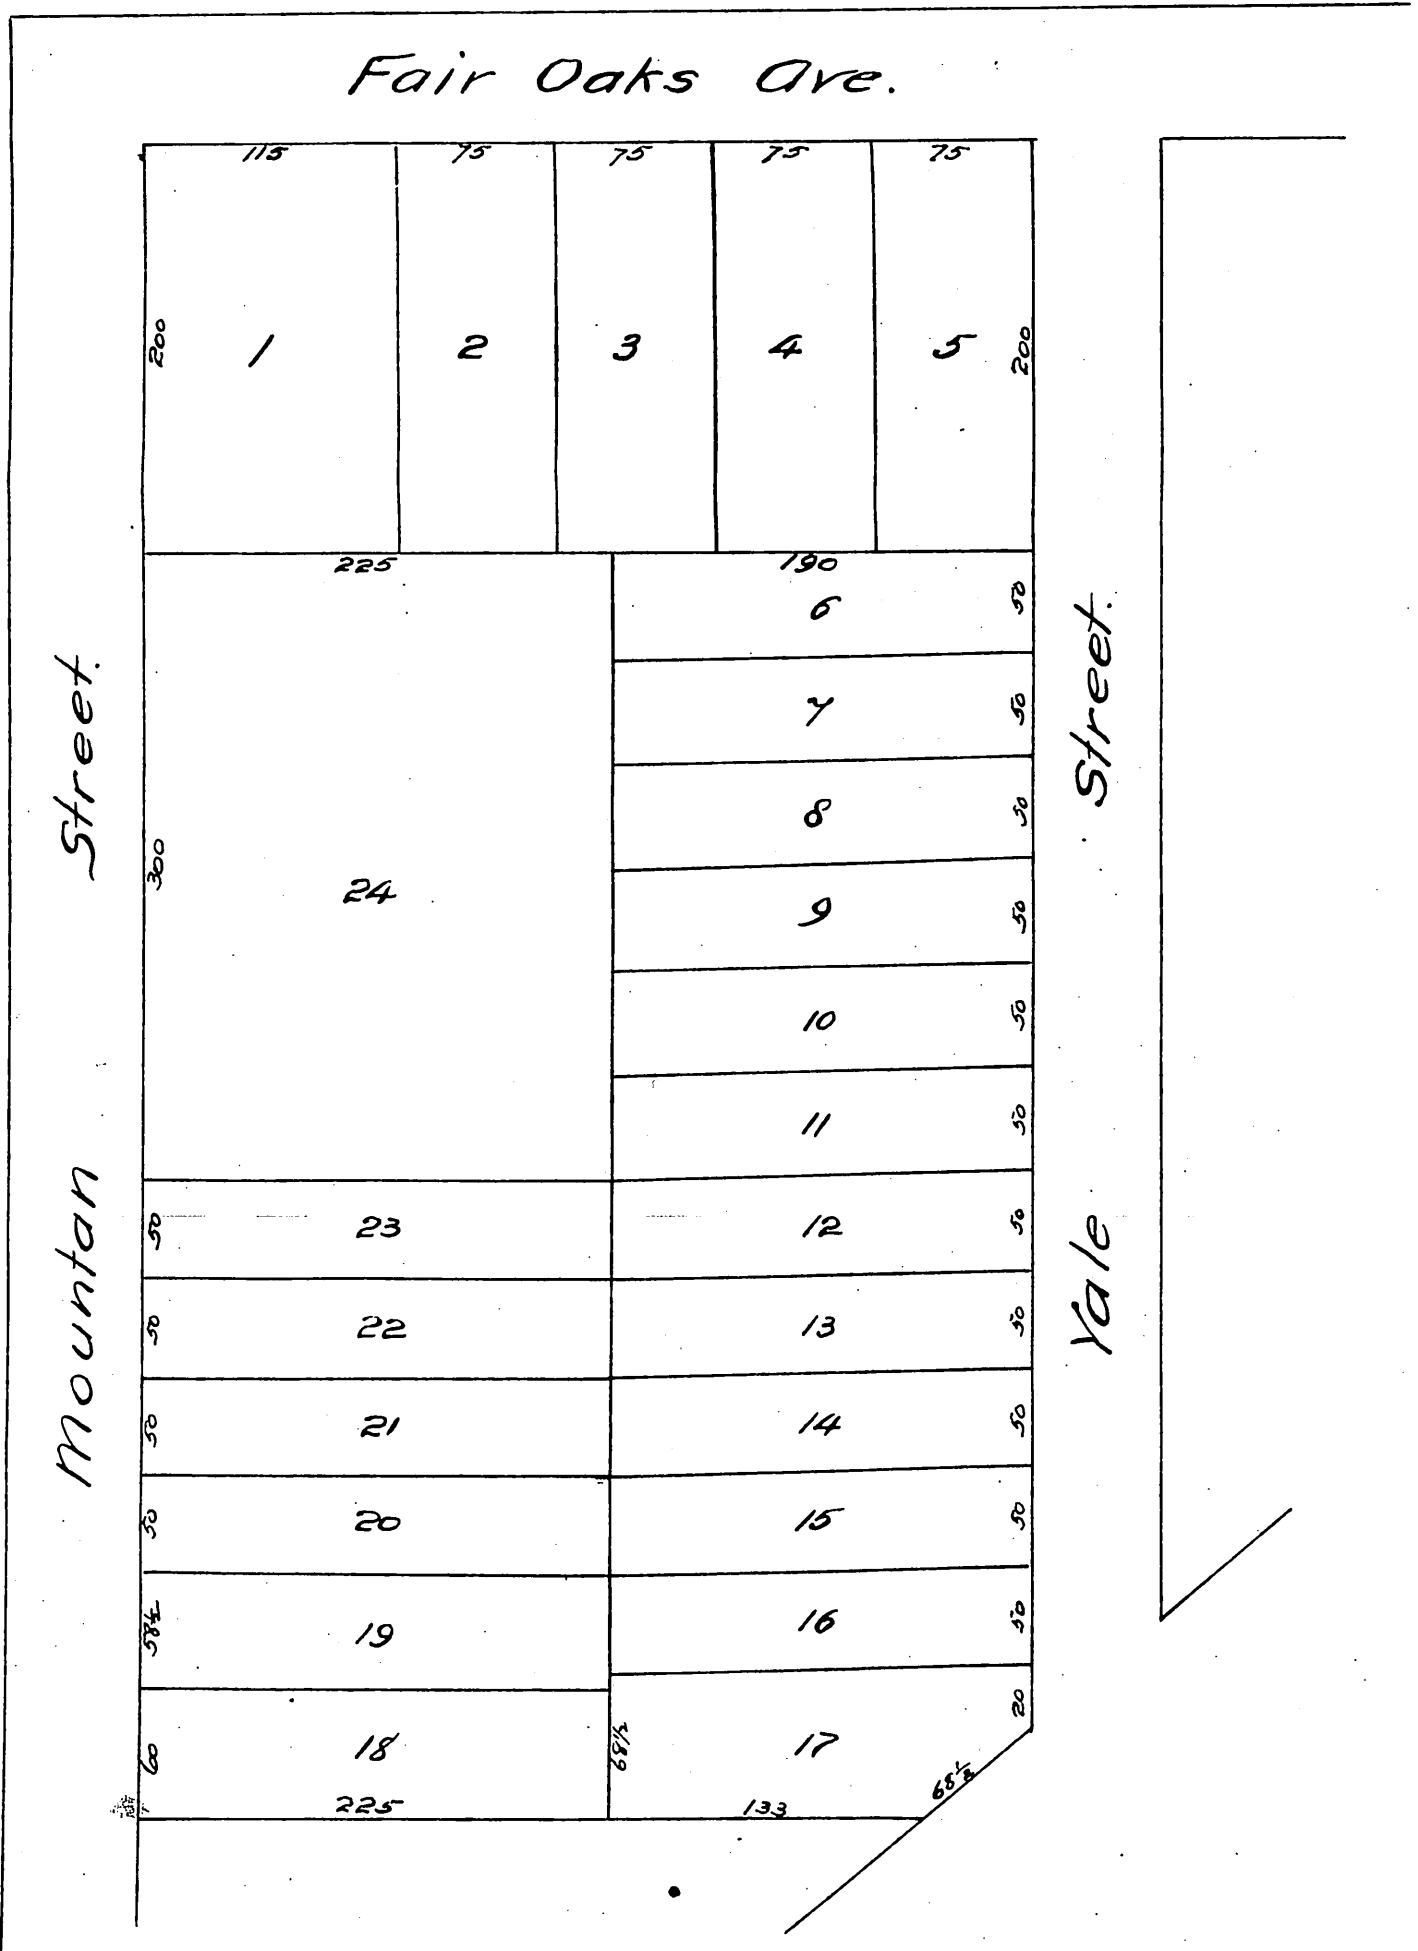 Fair Oaks Ave.
115 75 75 75 75
200 1 2 3 4 5 200
225 190
6 50
7 50
8 50
9 50
10 50
11 50
300 24
Mountan Street.
Yale Street.
50 23 12 50
50 22 13 50
50 21 14 50
50 20 15 50
58½ 19 16 50
60 18 68½ 17 20
225 133 68⅓